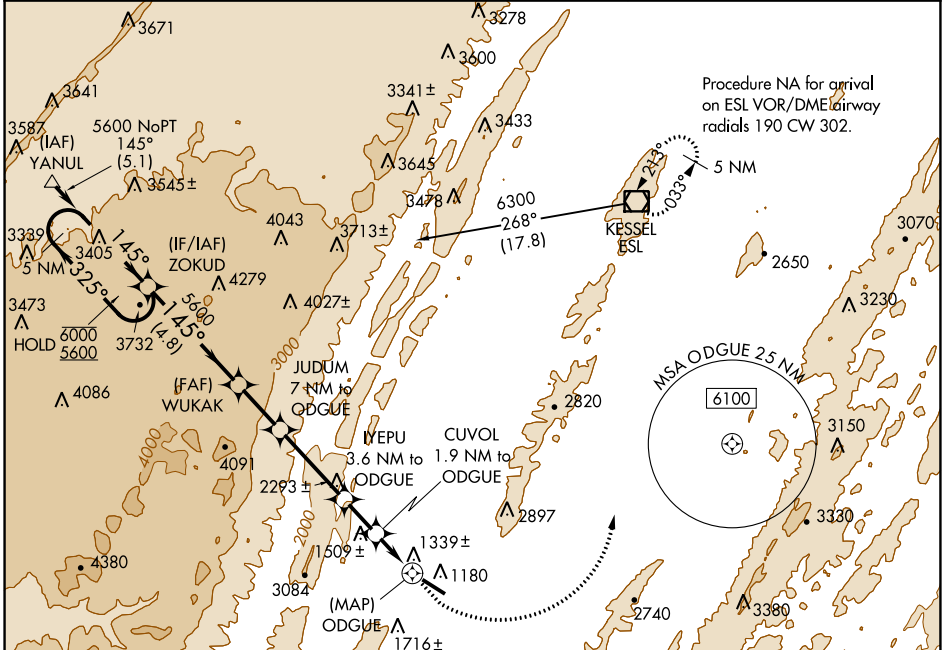 3671
3278
3600
3641
3341±
Procedure NA for arrival
on ESL VOR/DME airway
radials 190 CW 302.
3587
(IAF)
YANUL
5600 NoPT
145°
(5.1)
3433
213°
5 NM
033°
3545±
3645
3478
6300
268°
(17.8)
KESSEL
ESL
3339
5 NM
3405
145°
325°
(IF/IAF)
ZOKUD
4043
3713±
3070
2650
4279
4027±
3230
3473
HOLD
6000
5600
3732
5600
145°
(4.8)
3000
MSA ODGUE 25 NM
6100
JUDUM
7 NM to
ODGUE
(FAF)
WUKAK
4086
2820
3150
4000
4091
IYEPU
3.6 NM to
ODGUE
CUVOL
1.9 NM to
ODGUE
2293±
2000
2897
3330
1509±
1339±
4380
3084
1180
(MAP)
ODGUE
1716±
2740
3380